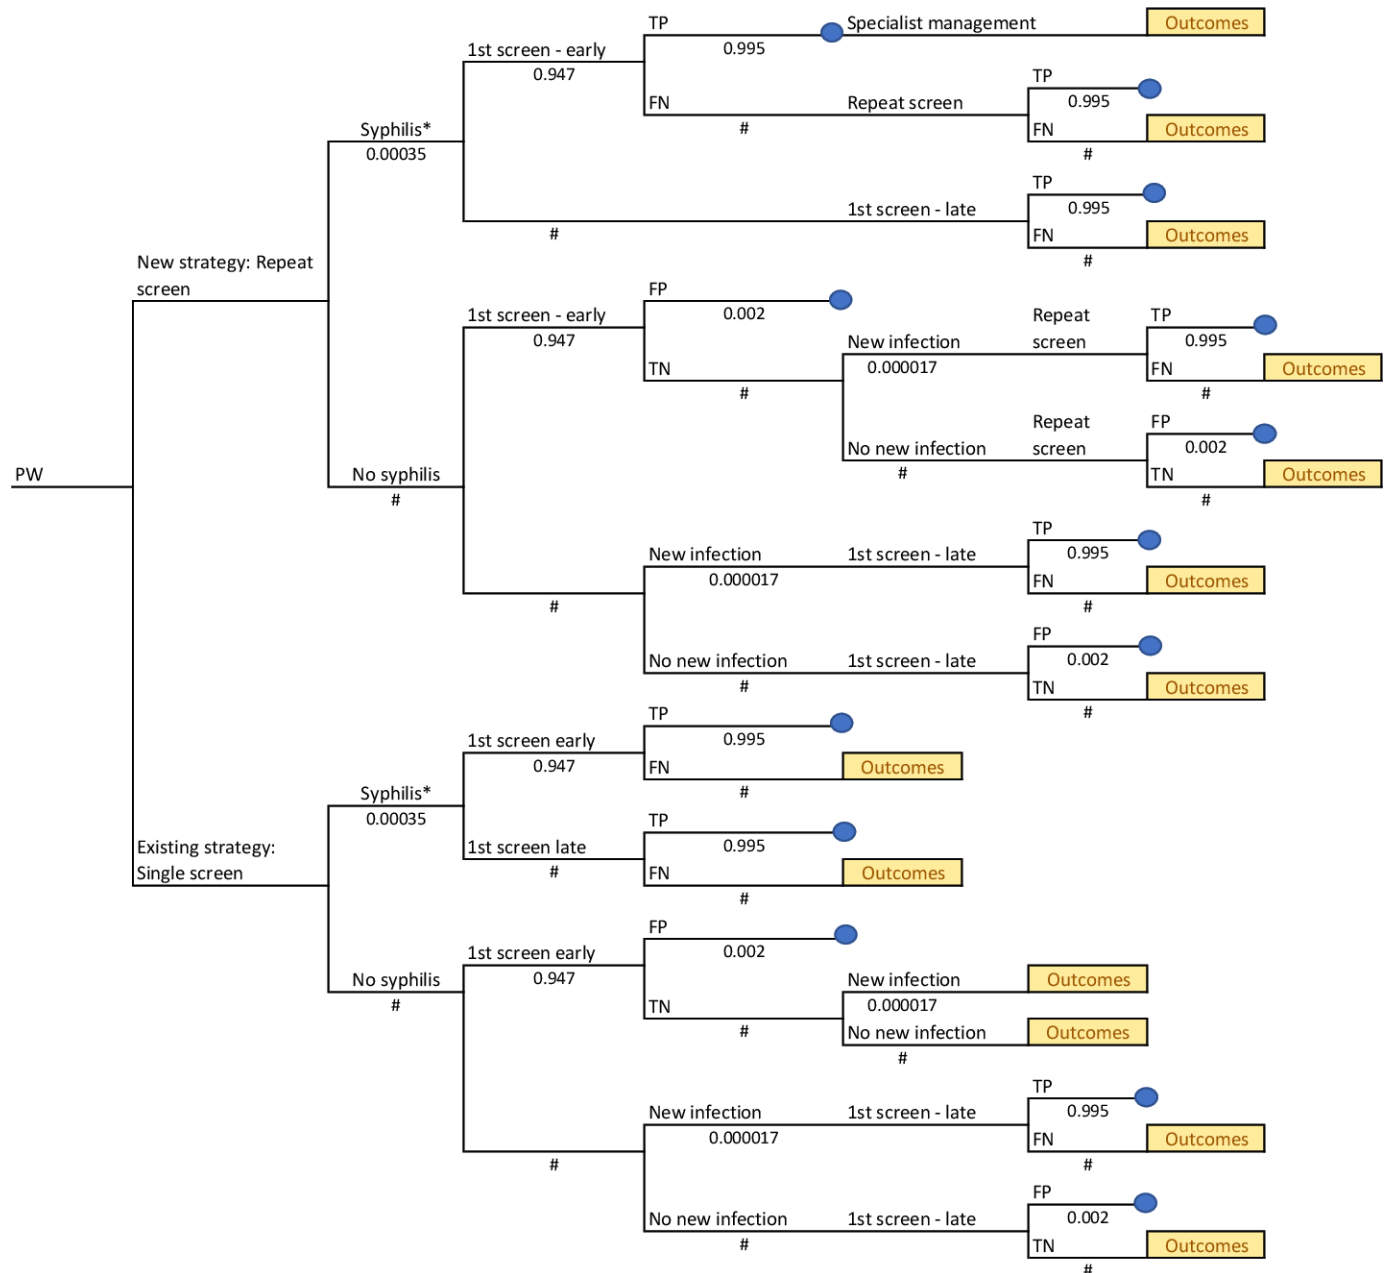 TP
Specialist management
Outcomes
1st screen - early
0.995
0.947
TP
FN
Repeat screen
0.995
#
FN
Outcomes
Syphilis*
#
0.00035
TP
1st screen - late
0.995
#
FN
Outcomes
#
New strategy: Repeat
screen
FP
1st screen - early
0.002
Repeat
TP
0.947
New infection
screen
0.995
TN
0.000017
FN
Outcomes
#
#
Repeat
FP
No new infection
screen
0.002
PW
No syphilis
#
TN
Outcomes
#
#
TP
New infection
1st screen - late
0.995
0.000017
FN
Outcomes
#
#
FP
No new infection
1st screen - late
0.002
#
TN
Outcomes
#
TP
1st screen early
0.995
0.947
FN
Outcomes
Syphilis*
#
0.00035
TP
Existing strategy:
1st screen late
0.995
Single screen
#
FN
Outcomes
#
FP
1st screen early
0.002
0.947
No syphilis
New infection
Outcomes
#
TN
0.000017
#
No new infection
Outcomes
#
TP
New infection
1st screen - late
0.995
0.000017
FN
Outcomes
#
#
FP
No new infection
1st screen - late
0.002
#
TN
Outcomes
#